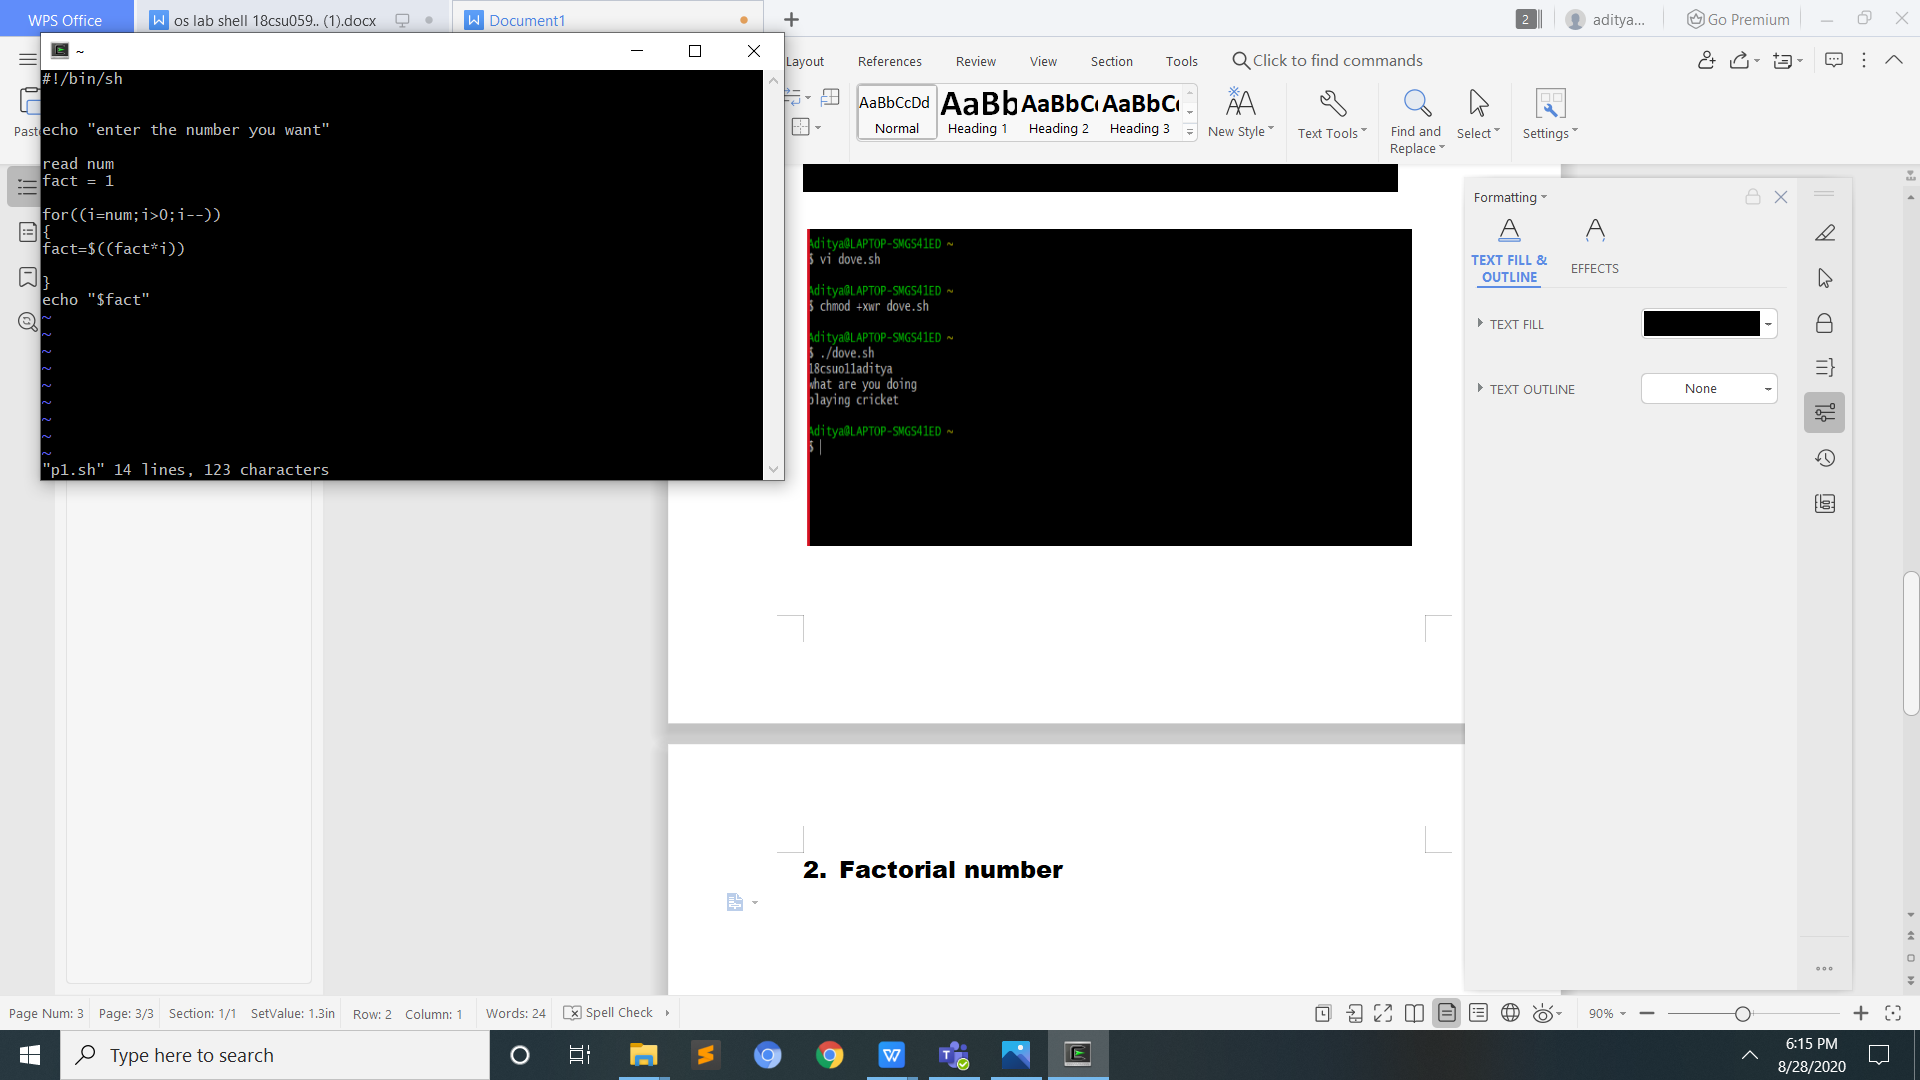 WPS Office
os lab shell 18csu059.. (1).docx
Document1
2
aditya...
Go Premium
~
Layout
References
Review
View
Section
Tools
Click to find commands
Paste
AaBbCcDd
Normal
AaBb
Heading 1
AaBbC
Heading 2
AaBbC
Heading 3
New Style
Text Tools
Find and
Replace
Select
Settings
#!/bin/sh
echo "enter the number you want"
read num
fact = 1
for((i=num;i>0;i--))
{
fact=$((fact*i))
}
echo "$fact"
~
~
~
~
~
~
~
~
~
"p1.sh" 14 lines, 123 characters
Aditya@LAPTOP-SMGS41ED ~
$ vi dove.sh
Aditya@LAPTOP-SMGS41ED ~
$ chmod +xwr dove.sh
Aditya@LAPTOP-SMGS41ED ~
$ ./dove.sh
18csuo11aditya
what are you doing
playing cricket
Aditya@LAPTOP-SMGS41ED ~
$
Formatting
TEXT FILL &
OUTLINE
EFFECTS
TEXT FILL
TEXT OUTLINE
None
2. Factorial number
Page Num: 3
Page: 3/3
Section: 1/1
SetValue: 1.3in
Row: 2
Column: 1
Words: 24
Spell Check
90%
Type here to search
6:15 PM
8/28/2020